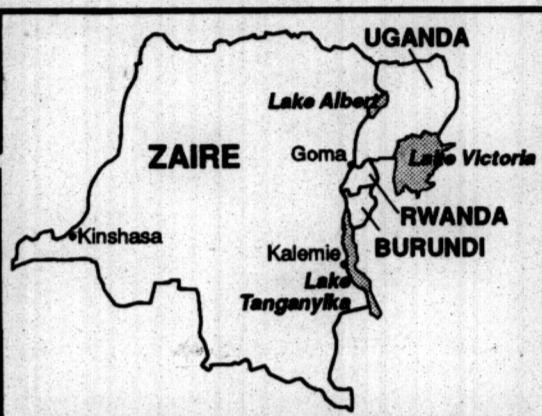 UGANDA
Lake Albert
ZAIRE
Goma
Lake Victoria
RWANDA
BURUNDI
Kinshasa
Kalemie
Lake
Tanganyika